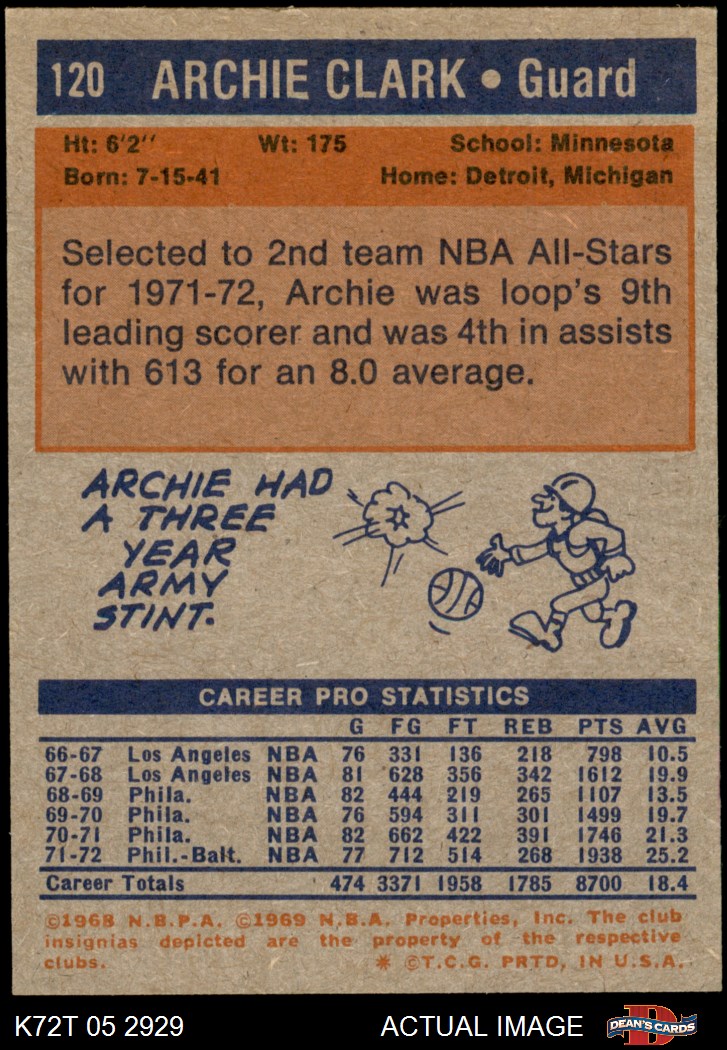 120 ARCHIE CLARK • Guard
Ht: 6'2'' Wt: 175 School: Minnesota
Born: 7-15-41 Home: Detroit, Michigan
Selected to 2nd team NBA All-Stars
for 1971-72, Archie was loop's 9th
leading scorer and was 4th in assists
with 613 for an 8.0 average.
ARCHIE HAD
A THREE
YEAR
ARMY
STINT.
CAREER PRO STATISTICS
G FG FT REB PTS AVG
66-67 Los Angeles NBA 76 331 136 218 798 10.5
67-68 Los Angeles NBA 81 628 356 342 1612 19.9
68-69 Phila. NBA 82 444 219 265 1107 13.5
69-70 Phila. NBA 76 594 311 301 1499 19.7
70-71 Phila. NBA 82 662 422 391 1746 21.3
71-72 Phil.-Balt. NBA 77 712 514 268 1938 25.2
Career Totals 474 3371 1958 1785 8700 18.4
©1968 N.B.P.A. ©1969 N.B.A. Properties, Inc. The club
insignias depicted are the property of the respective
clubs. * ©T.C.G. PRTD, IN U.S.A.
K72T 05 2929 ACTUAL IMAGE D DEAN'S CARDS